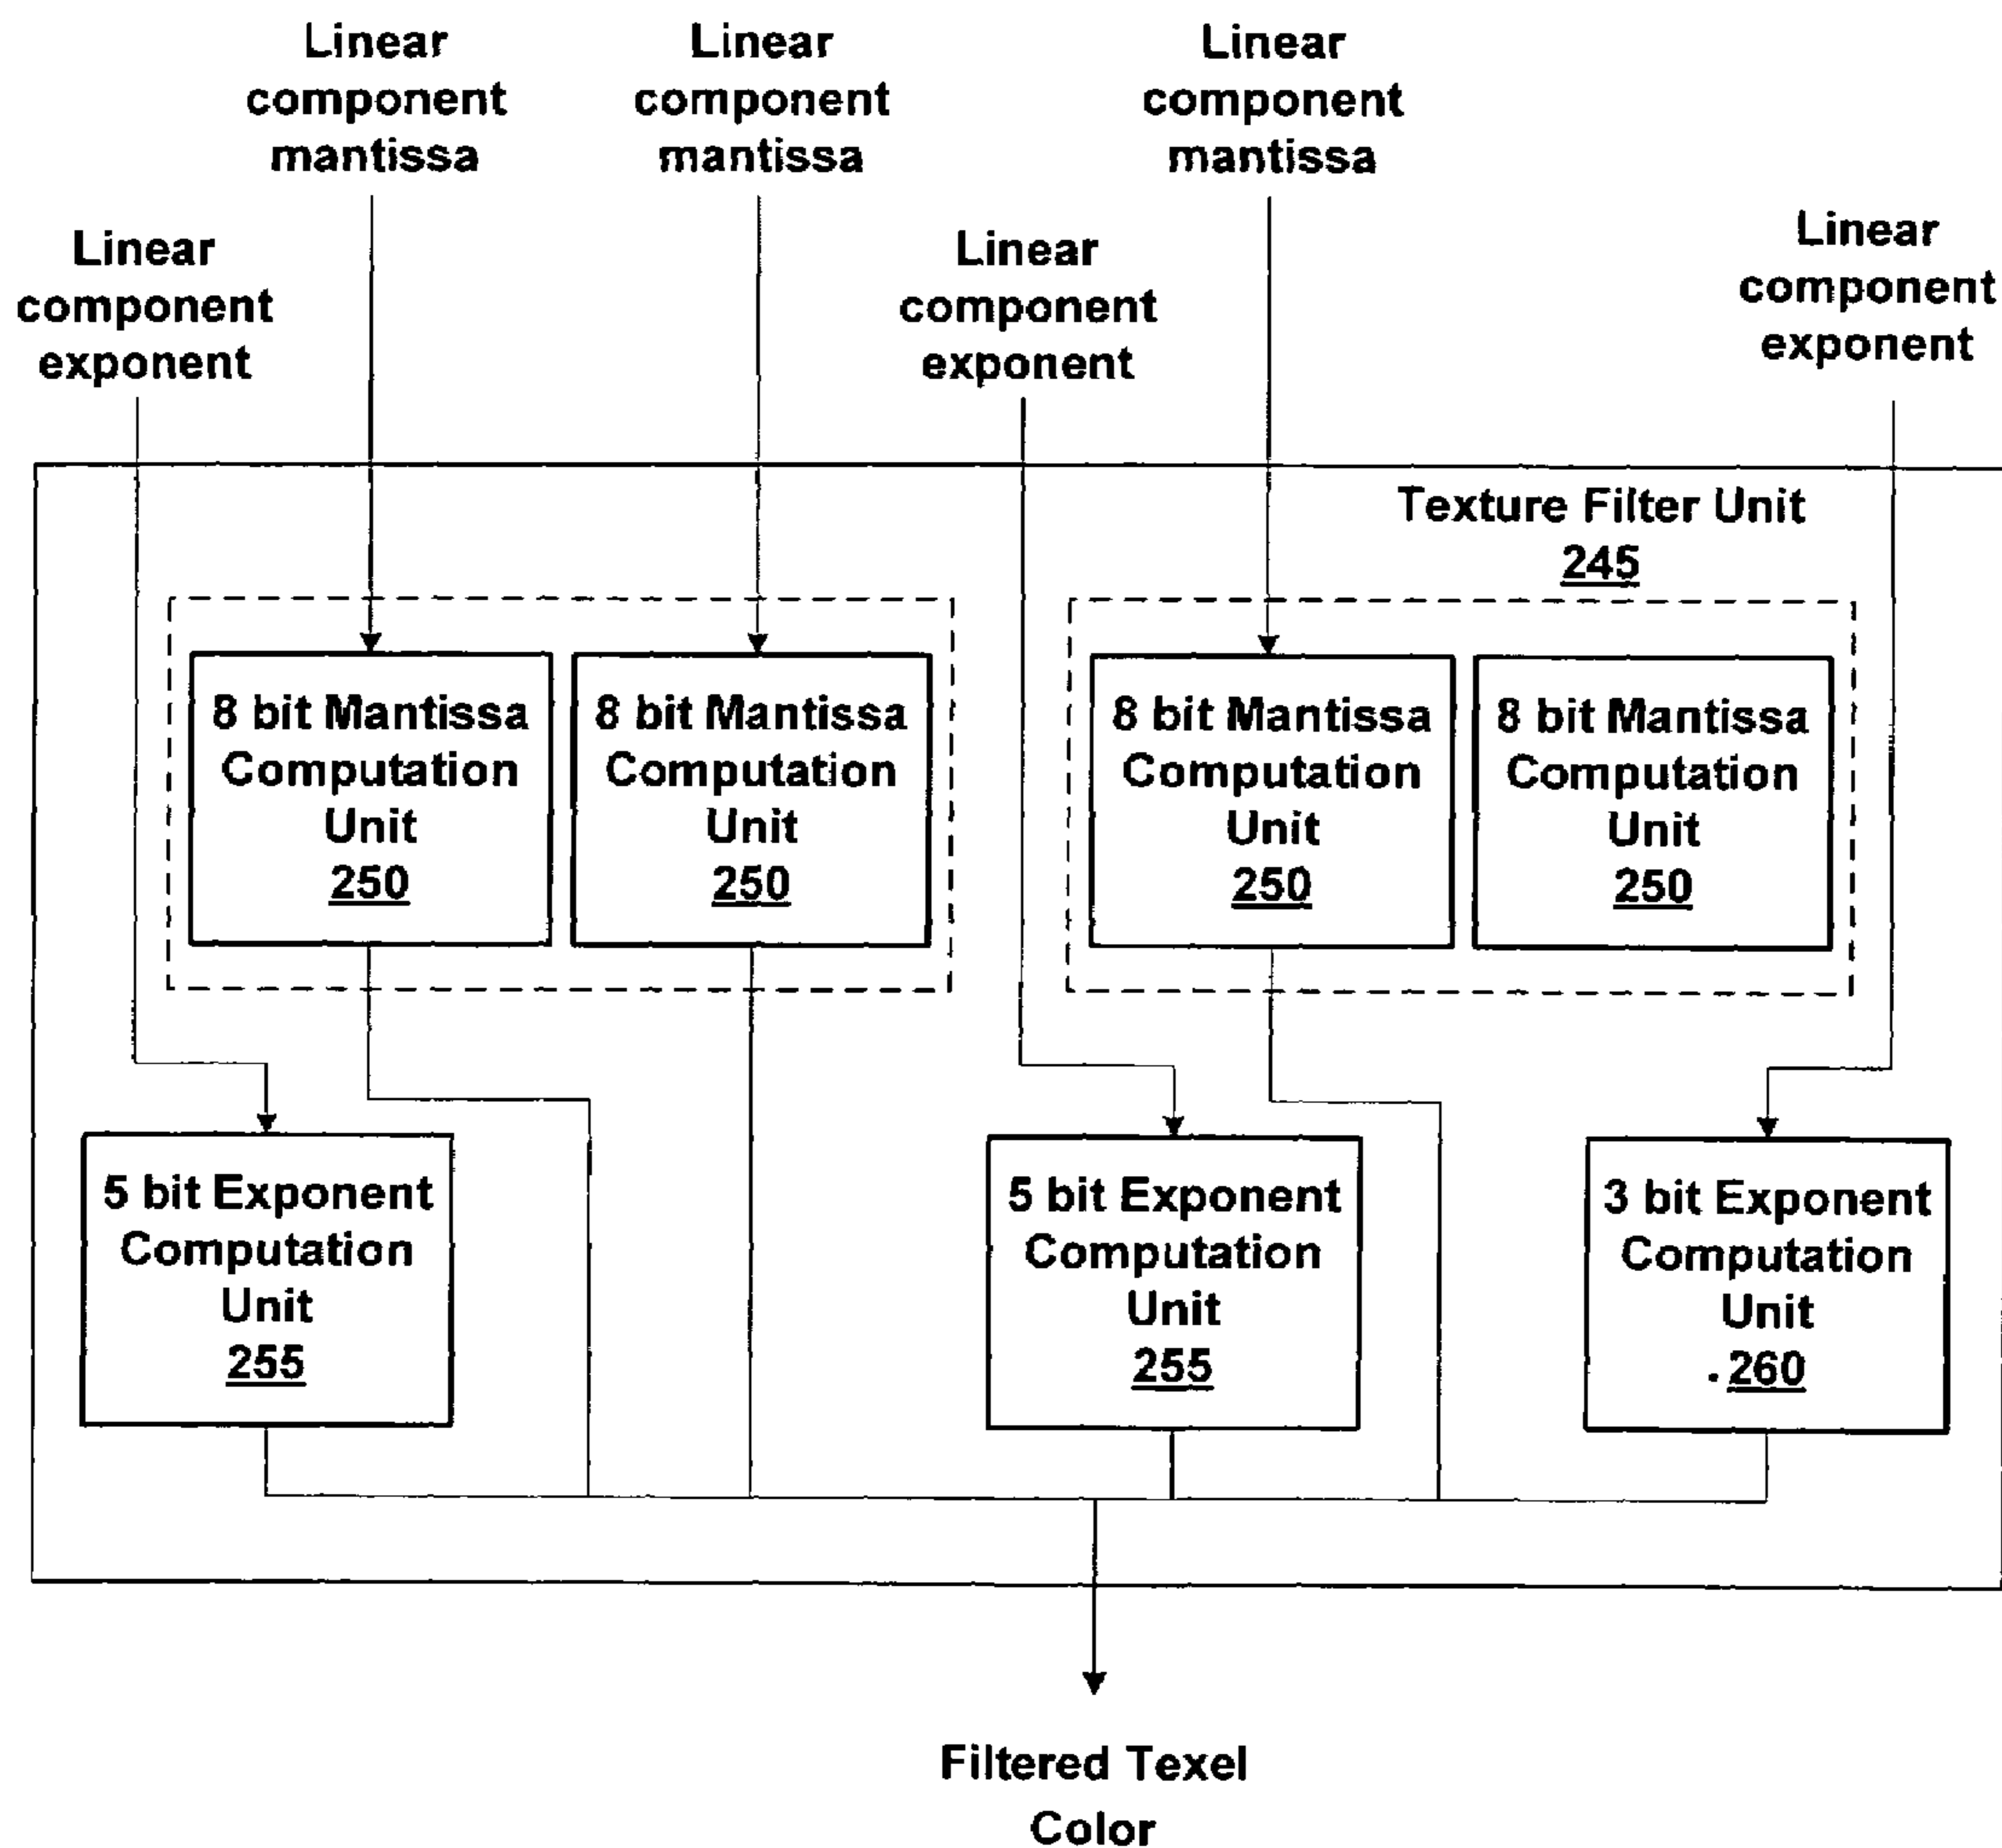 Linear
component
mantissa
Linear
component
mantissa
Linear
component
mantissa
Linear
component
exponent
Linear
component
exponent
Linear
component
exponent
Texture Filter Unit
245
8 bit Mantissa
Computation
Unit
250
8 bit Mantissa
Computation
Unit
250
8 bit Mantissa
Computation
Unit
250
8 bit Mantissa
Computation
Unit
250
5 bit Exponent
Computation
Unit
255
5 bit Exponent
Computation
Unit
255
3 bit Exponent
Computation
Unit
260
Filtered Texel
Color